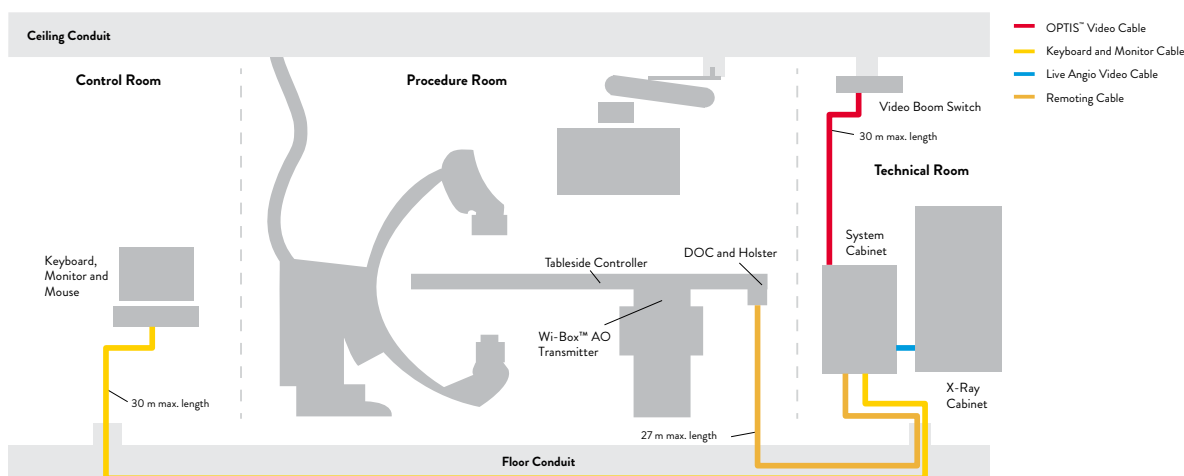 Ceiling Conduit
Control Room
Procedure Room
OPTIS™ Video Cable
Keyboard and Monitor Cable
Live Angio Video Cable
Remoting Cable
Video Boom Switch
30 m max. length
Technical Room
System
Cabinet
Keyboard,
Monitor and
Mouse
Tableside Controller
DOC and Holster
Wi-Box™ AO
Transmitter
X-Ray
Cabinet
30 m max. length
27 m max. length
Floor Conduit